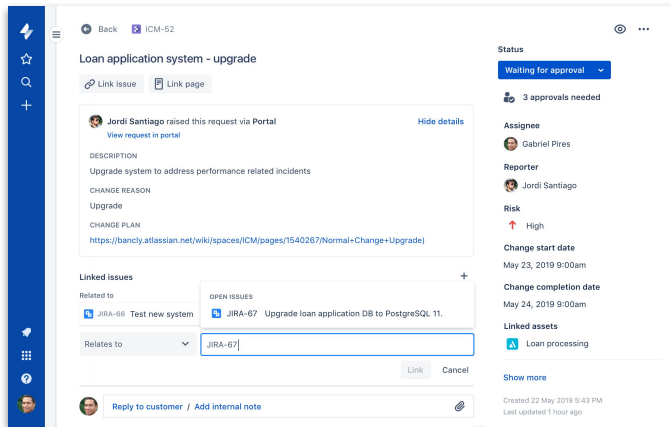 Back ICM-52
Loan application system - upgrade
Link issue Link page
Jordi Santiago raised this request via Portal Hide details
View request in portal
DESCRIPTION
Upgrade system to address performance related incidents
CHANGE REASON
Upgrade
CHANGE PLAN
https://bancly.atlassian.net/wiki/spaces/ICM/pages/1540267/Normal+Change+Upgrade)
Linked issues
Related to
JIRA-66 Test new system
OPEN ISSUES
JIRA-67 Upgrade loan application DB to PostgreSQL 11.
Relates to JIRA-67
Link Cancel
Reply to customer / Add internal note
Status
Waiting for approval
3 approvals needed
Assignee
Gabriel Pires
Reporter
Jordi Santiago
Risk
High
Change start date
May 23, 2019 9:00am
Change completion date
May 24, 2019 9:00am
Linked assets
Loan processing
Show more
Created 22 May 2019 5:43 PM
Last updated 1 hour ago